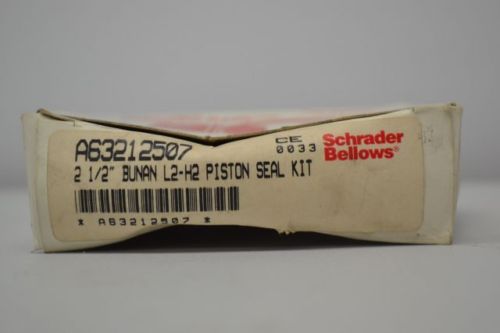 A63212507
CE
0033
Schrader
Bellows®
2 1/2" BUNAN L2-H2 PISTON SEAL KIT
* A63212507 *